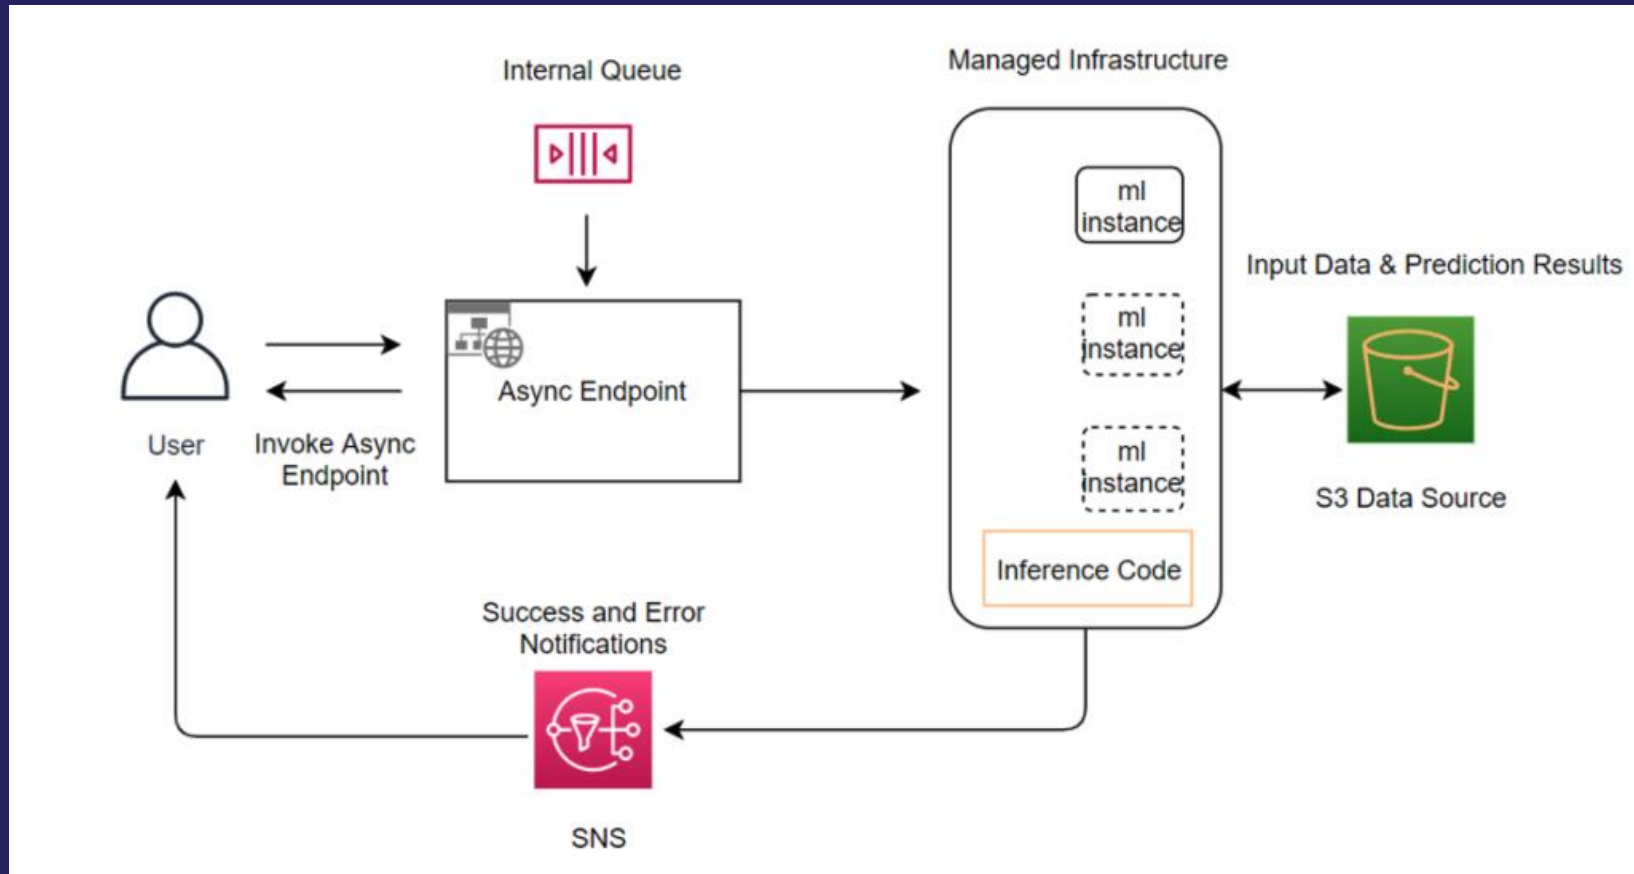 Internal Queue
Managed Infrastructure
ml
instance
ml
instance
ml
instance
Inference Code
Input Data & Prediction Results
S3 Data Source
Async Endpoint
User
Invoke Async
Endpoint
Success and Error
Notifications
SNS